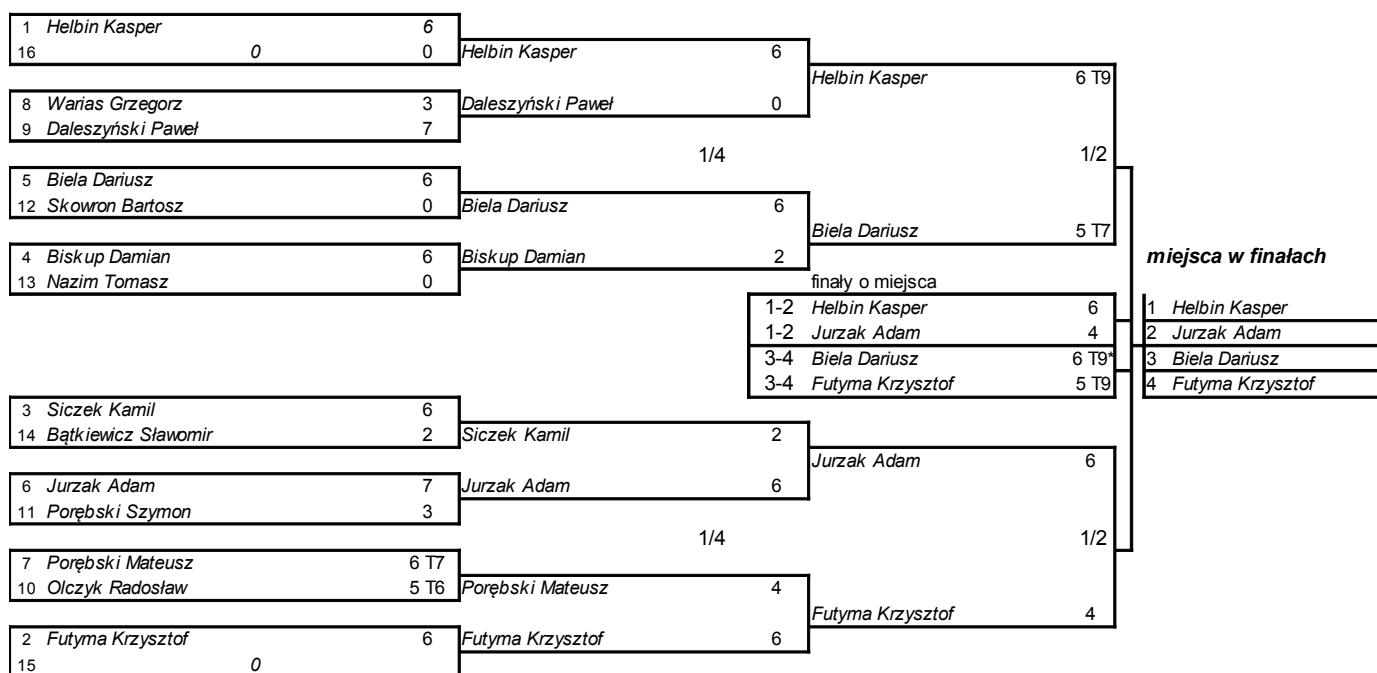 1 Helbin Kasper 6
16 0 0
Helbin Kasper 6
Helbin Kasper 6 T9
8 Warias Grzegorz 3
Daleszyński Paweł 0
9 Daleszyński Paweł 7
1/4 1/2
5 Biela Dariusz 6
12 Skowron Bartosz 0
Biela Dariusz 6
Biela Dariusz 5 T7
4 Biskup Damian 6
Biskup Damian 2
miejsca w finałach
13 Nazim Tomasz 0
finały o miejsca
1-2 Helbin Kasper 6
1 Helbin Kasper
1-2 Jurzak Adam 4
2 Jurzak Adam
3-4 Biela Dariusz 6 T9*
3 Biela Dariusz
3-4 Futyma Krzysztof 5 T9
4 Futyma Krzysztof
3 Siczek Kamil 6
14 Bątkiewicz Sławomir 2
Siczek Kamil 2
Jurzak Adam 6
6 Jurzak Adam 7
Jurzak Adam 6
11 Porębski Szymon 3
1/4 1/2
7 Porębski Mateusz 6 T7
10 Olczyk Radosław 5 T6
Porębski Mateusz 4
Futyma Krzysztof 4
2 Futyma Krzysztof 6
Futyma Krzysztof 6
15 0